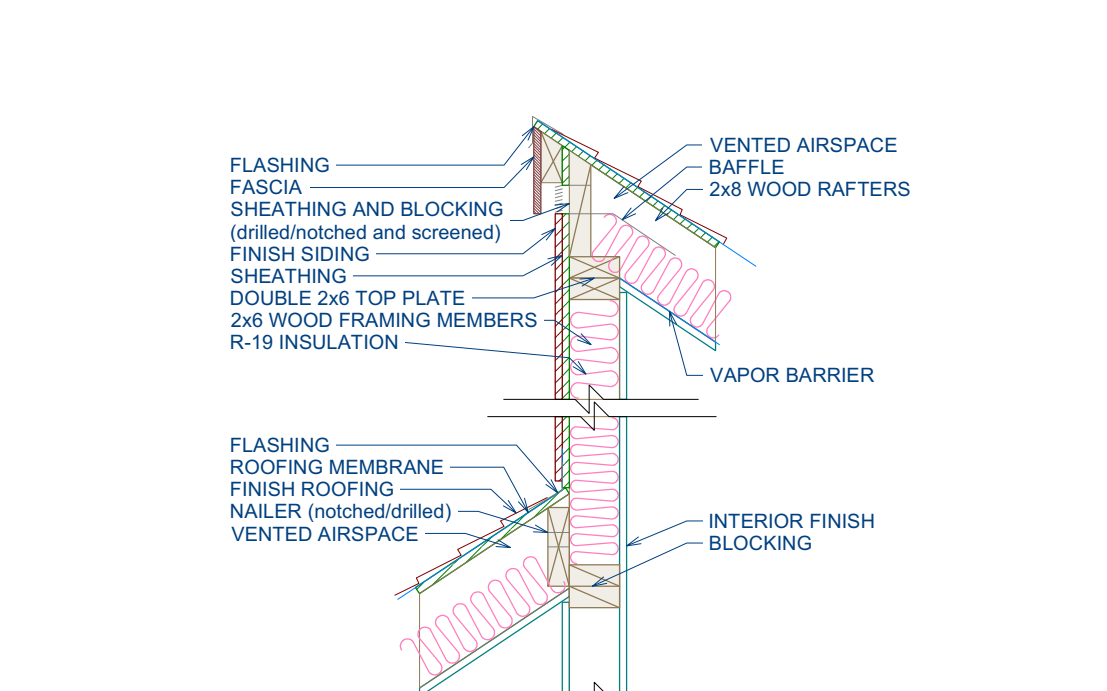 FLASHING
FASCIA
SHEATHING AND BLOCKING
(drilled/notched and screened)
FINISH SIDING
SHEATHING
DOUBLE 2x6 TOP PLATE
2x6 WOOD FRAMING MEMBERS
R-19 INSULATION
VENTED AIRSPACE
BAFFLE
2x8 WOOD RAFTERS
VAPOR BARRIER
FLASHING
ROOFING MEMBRANE
FINISH ROOFING
NAILER (notched/drilled)
VENTED AIRSPACE
INTERIOR FINISH
BLOCKING